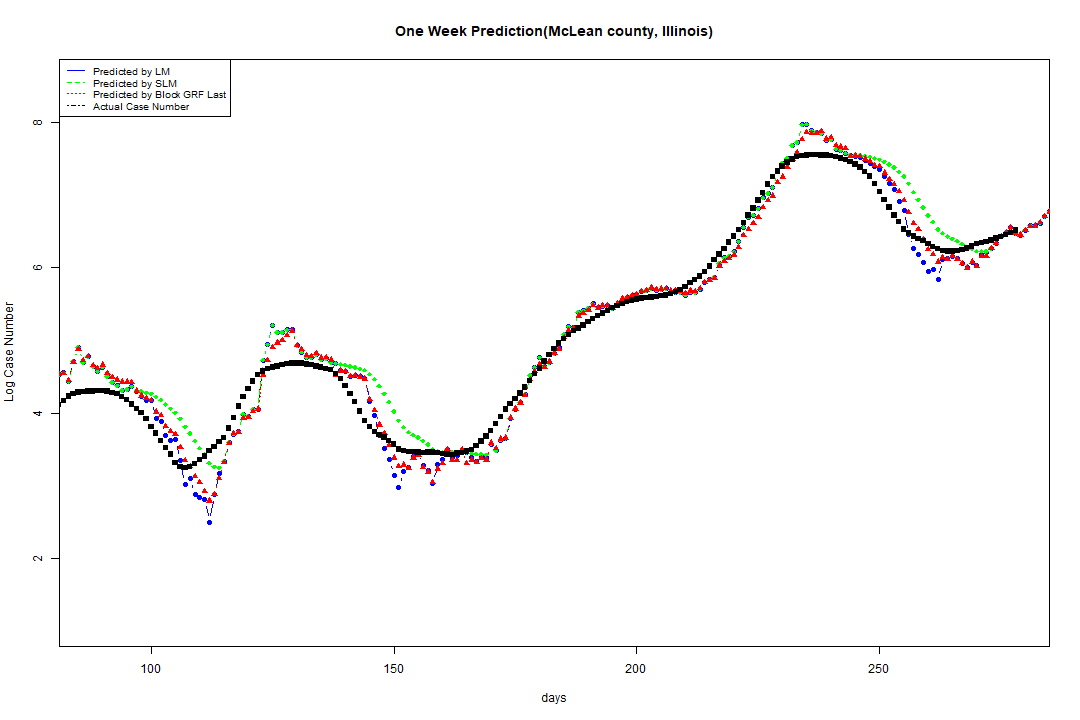 One Week Prediction(McLean county, Illinois)
Predicted by LM
Predicted by SLM
Predicted by Block GRF Last
Actual Case Number
Log Case Number
8
6
4
2
100 150 200 250
days